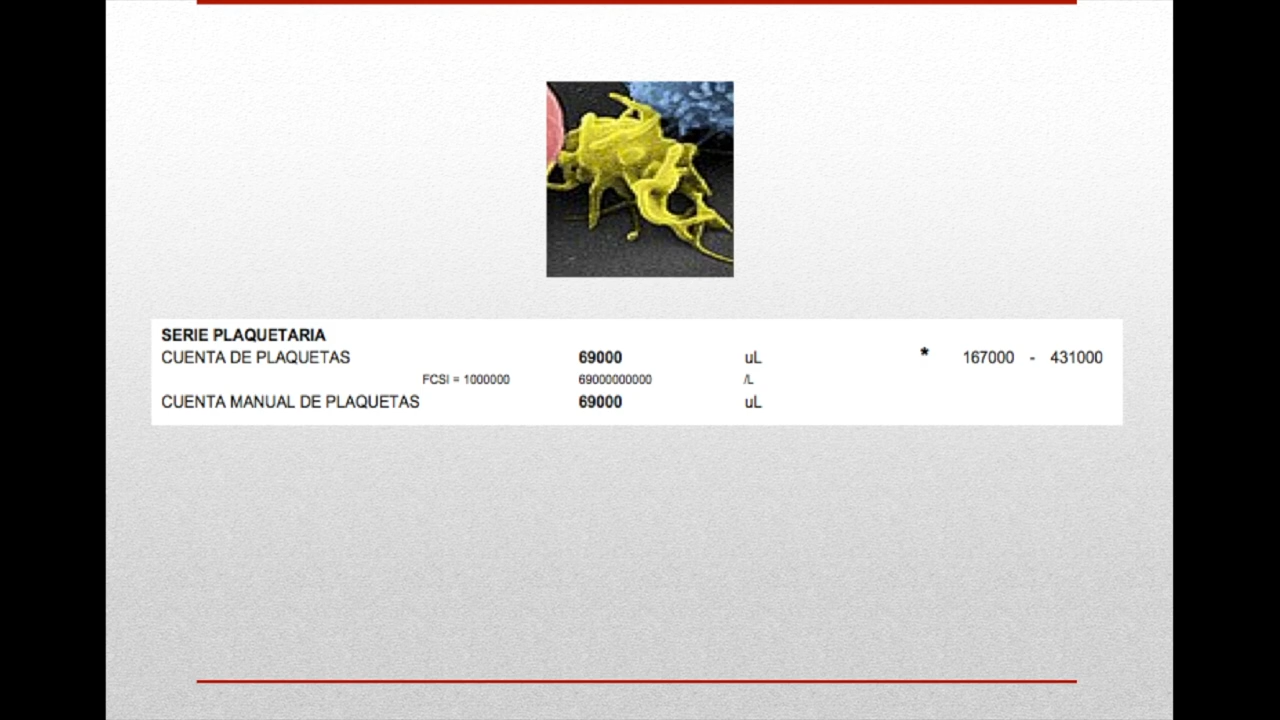 SERIE PLAQUETARIA
CUENTA DE PLAQUETAS 69000 uL * 167000 - 431000
FCSI = 1000000 69000000000 /L
CUENTA MANUAL DE PLAQUETAS 69000 uL